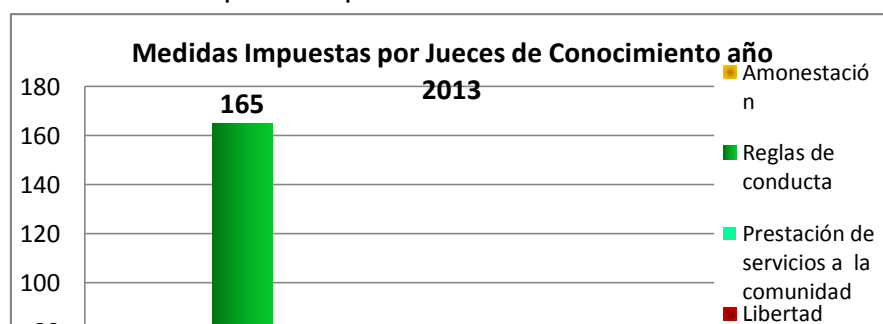 Medidas Impuestas por Jueces de Conocimiento año
2013
180
160
140
120
100
165
Amonestació
n
Reglas de
conducta
Prestación de
servicios a la
comunidad
Libertad